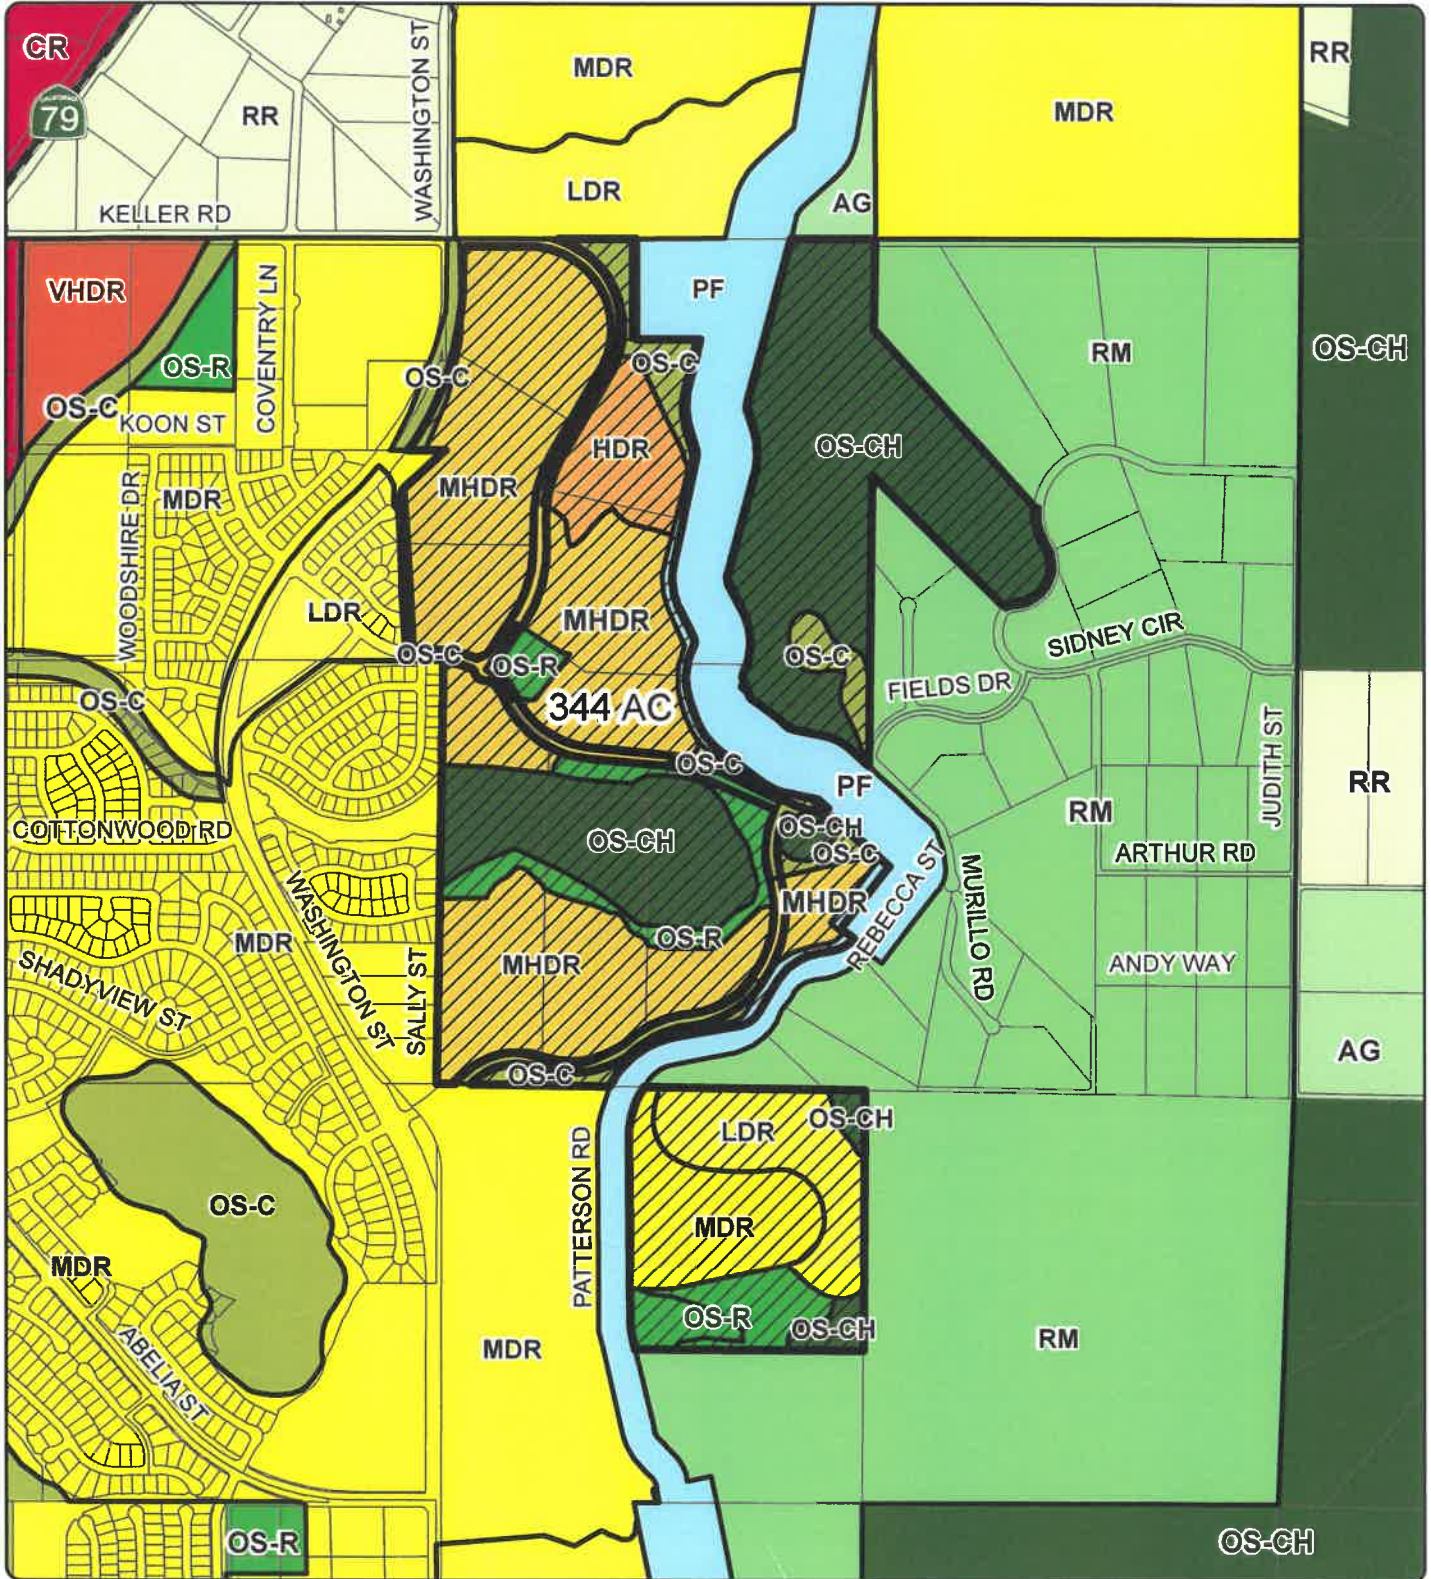 CR
CALIFORNIA
79
RR
WASHINGTON ST
KELLER RD
MDR
LDR
AG
MDR
RR
VHDR
OS-R
COVENTRY LN
OS-C
KOON ST
OS-C
PF
OS-C
RM
OS-CH
HDR
OS-CH
MHDR
MDR
WOODSHIRE DR
LDR
MHDR
OS-C
OS-R
OS-C
SIDNEY CIR
FIELDS DR
OS-C
344 AC
JUDITH ST
OS-C
PF
RR
RM
COTTONWOOD RD
OS-CH
OS-CH
OS-C
ARTHUR RD
MHDR
REBECCA ST
MURILLO RD
WASHINGTON ST
MDR
OS-R
MHDR
SALLY ST
SHADYVIEW ST
ANDY WAY
AG
OS-C
LDR
OS-CH
PATTERSON RD
OS-C
MDR
MDR
OS-R
OS-CH
RM
MDR
ABELIA ST
OS-R
OS-CH